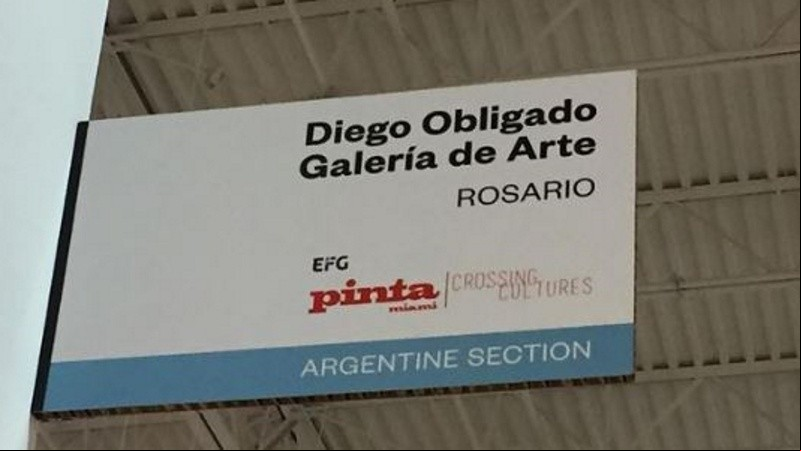 Diego Obligado
Galería de Arte
ROSARIO
EFG
pinta
miami
CROSSING
CULTURES
ARGENTINE SECTION